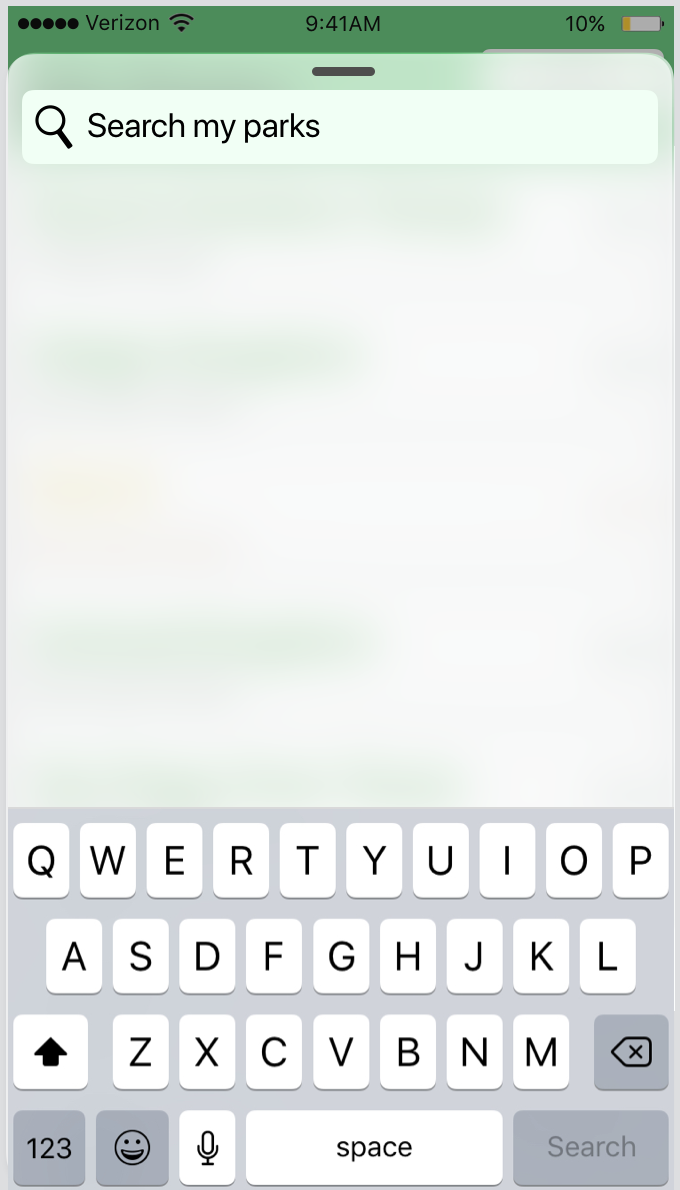 Verizon 9:41AM 10%
Search my parks
Q W E R T Y U I O P
A S D F G H J K L
Z X C V B N M
123 space Search